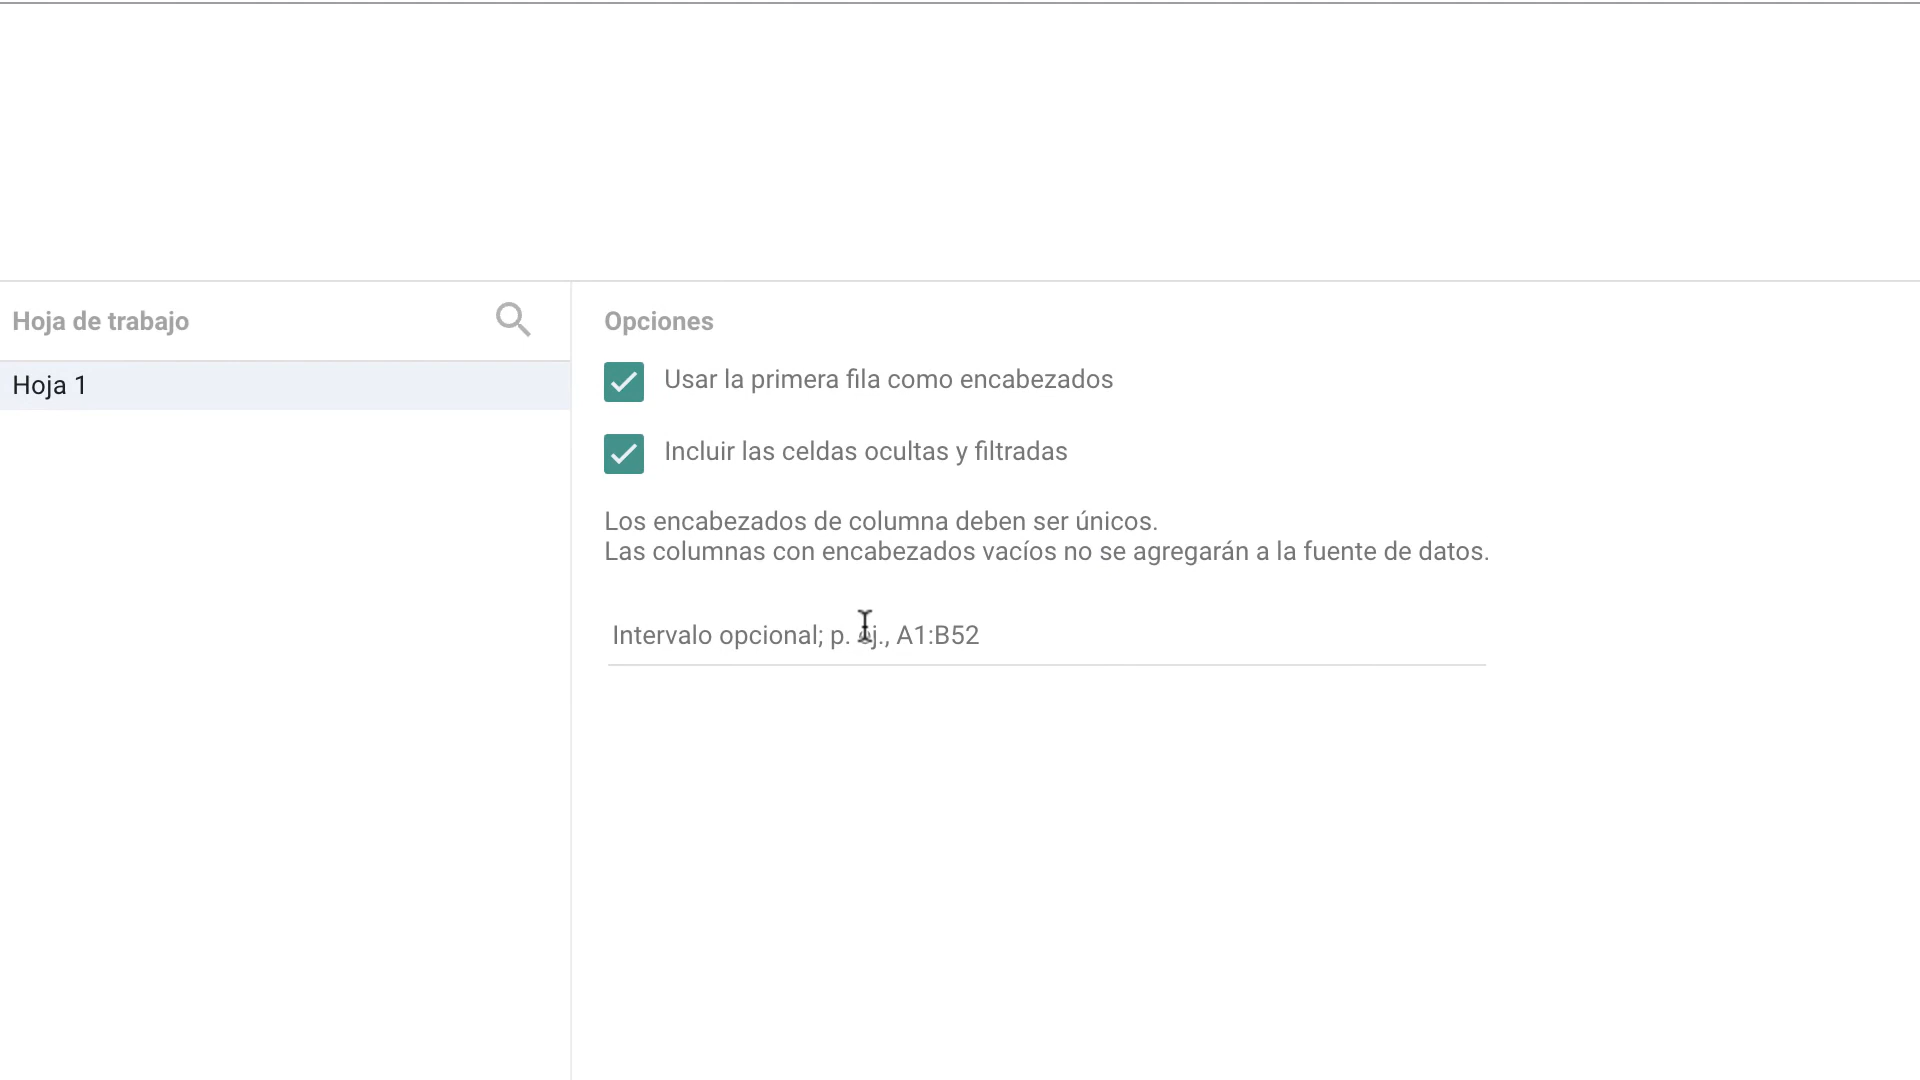 Hoja de trabajo
Opciones
Hoja 1
Usar la primera fila como encabezados
Incluir las celdas ocultas y filtradas
Los encabezados de columna deben ser únicos.
Las columnas con encabezados vacíos no se agregarán a la fuente de datos.
Intervalo opcional; p. ej., A1:B52